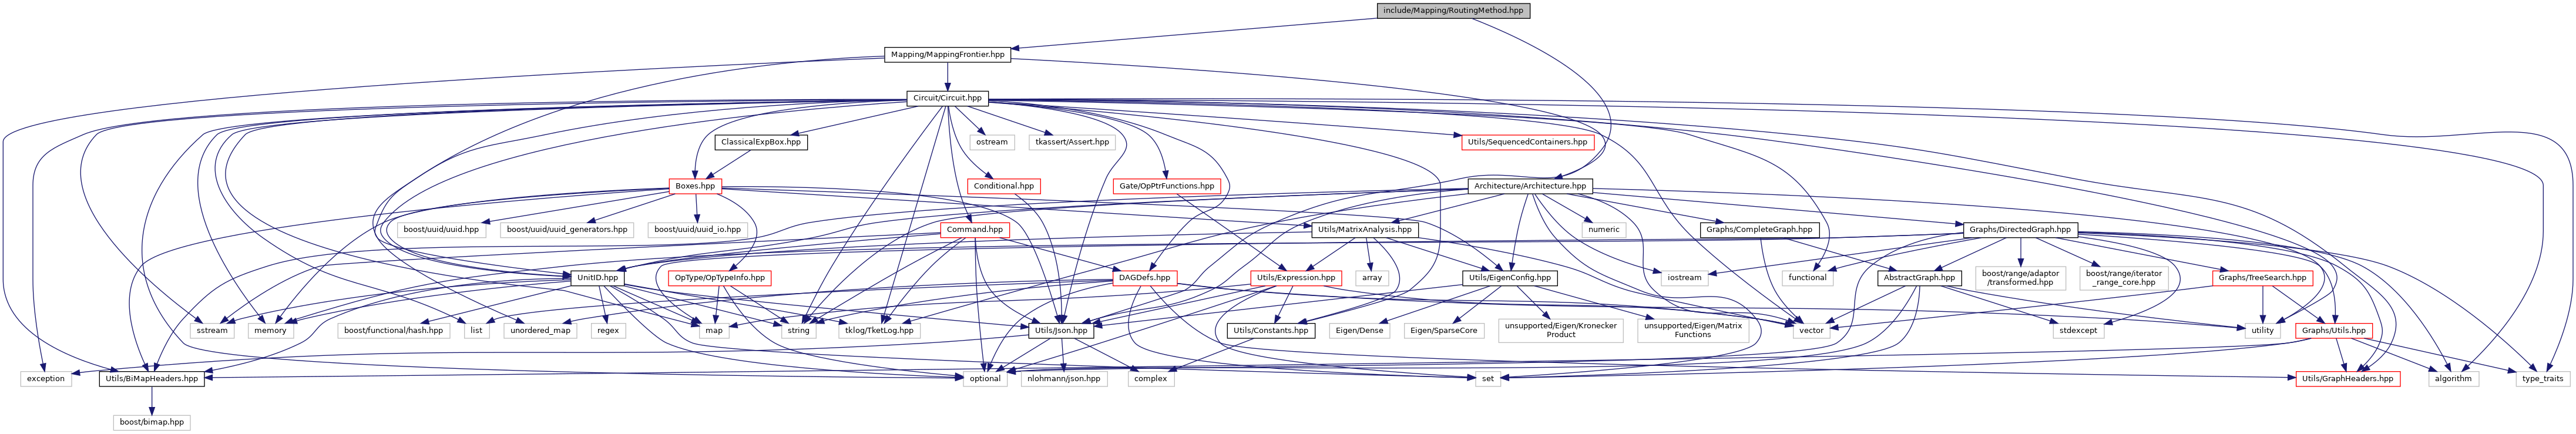 include/Mapping/RoutingMethod.hpp
Mapping/MappingFrontier.hpp
Circuit/Circuit.hpp
ClassicalExpBox.hpp
ostream
tkassert/Assert.hpp
Utils/SequencedContainers.hpp
Boxes.hpp
Conditional.hpp
Gate/OpPtrFunctions.hpp
Architecture/Architecture.hpp
boost/uuid/uuid.hpp
boost/uuid/uuid_generators.hpp
boost/uuid/uuid_io.hpp
Command.hpp
Utils/MatrixAnalysis.hpp
numeric
Graphs/CompleteGraph.hpp
Graphs/DirectedGraph.hpp
UnitID.hpp
OpType/OpTypeInfo.hpp
DAGDefs.hpp
Utils/Expression.hpp
array
Utils/EigenConfig.hpp
iostream
functional
AbstractGraph.hpp
boost/range/adaptor
/transformed.hpp
boost/range/iterator
_range_core.hpp
Graphs/TreeSearch.hpp
sstream
memory
boost/functional/hash.hpp
list
unordered_map
regex
map
string
tklog/TketLog.hpp
Utils/Json.hpp
Utils/Constants.hpp
Eigen/Dense
Eigen/SparseCore
unsupported/Eigen/Kronecker
Product
unsupported/Eigen/Matrix
Functions
vector
stdexcept
utility
Graphs/Utils.hpp
exception
Utils/BiMapHeaders.hpp
optional
nlohmann/json.hpp
complex
set
Utils/GraphHeaders.hpp
algorithm
type_traits
boost/bimap.hpp